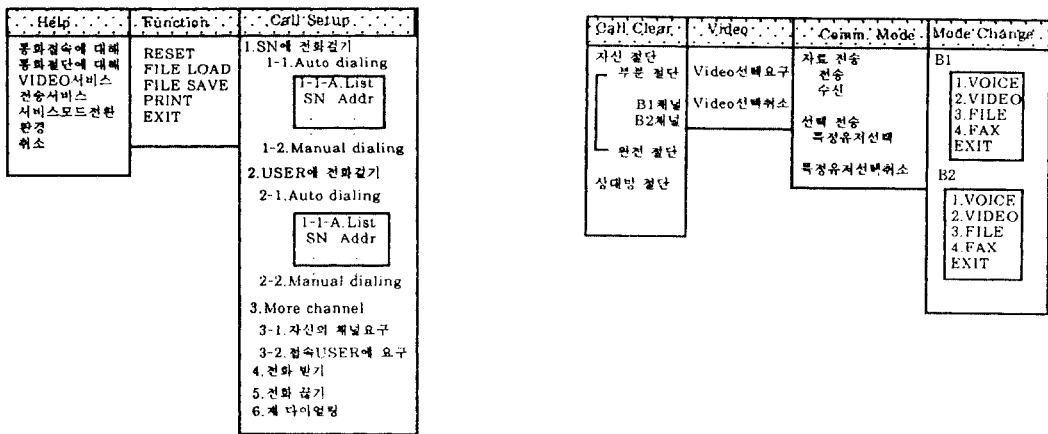 Help
통화접속에 대해
통화절단에 대해
VIDEO서비스
전송서비스
서비스모드전환
환경
취소
Function
RESET
FILE LOAD
FILE SAVE
PRINT
EXIT
Call Setup
1.SN에 전화걸기
1-1.Auto dialing
1-1-A.List
SN Addr
1-2.Manual dialing
2.USER에 전화걸기
2-1.Auto dialing
1-1-A.List
SN Addr
2-2.Manual dialing
3.More channel
3-1.자신의 채널요구
3-2.접속USER에 요구
4.전화 받기
5.전화 끊기
6.재 다이얼링
Call Clear
자신 절단
부분 절단
B1채널
B2채널
완전 절단
상대방 절단
Video
Video선택요구
Video선택취소
Comm. Mode
자료 전송
전송
수신
선택 전송
특정유저선택
특정유저선택취소
Mode Change
B1
1.VOICE
2.VIDEO
3.FILE
4.FAX
EXIT
B2
1.VOICE
2.VIDEO
3.FILE
4.FAX
EXIT